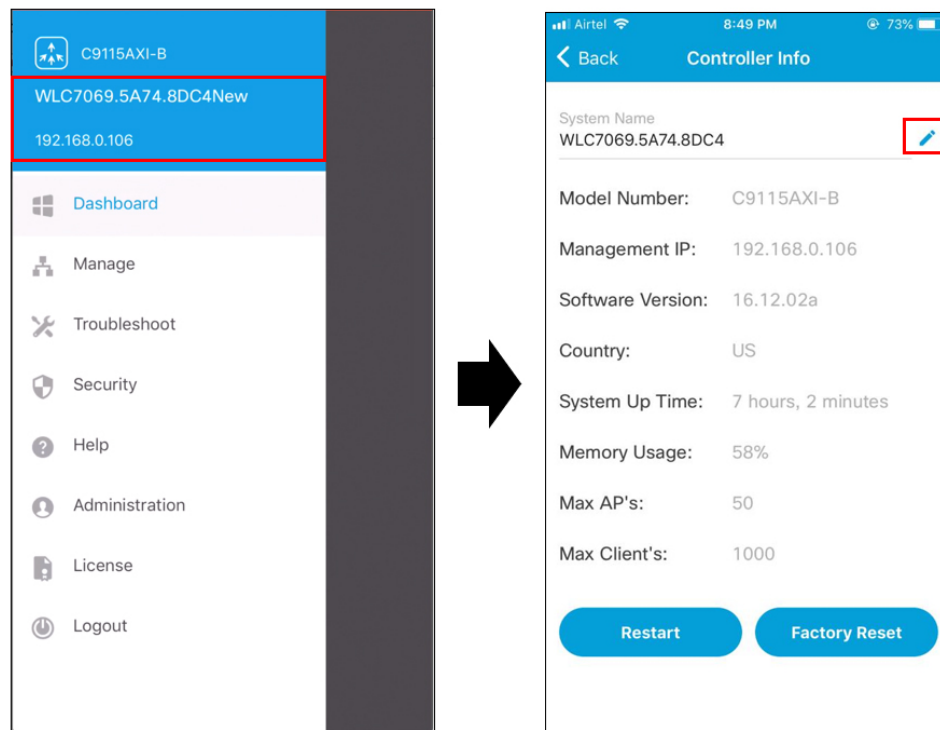 C9115AXI-B
WLC7069.5A74.8DC4New
192.168.0.106
Dashboard
Manage
Troubleshoot
Security
Help
Administration
License
Logout
Airtel 8:49 PM 73%
Back Controller Info
System Name
WLC7069.5A74.8DC4
Model Number: C9115AXI-B
Management IP: 192.168.0.106
Software Version: 16.12.02a
Country: US
System Up Time: 7 hours, 2 minutes
Memory Usage: 58%
Max AP's: 50
Max Client's: 1000
Restart Factory Reset